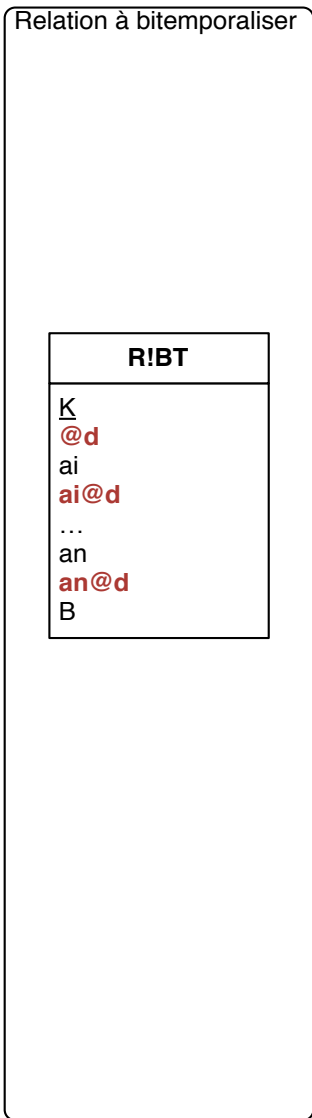 Relation à bitemporaliser
R!BT
K
@d
ai
ai@d
…
an
an@d
B